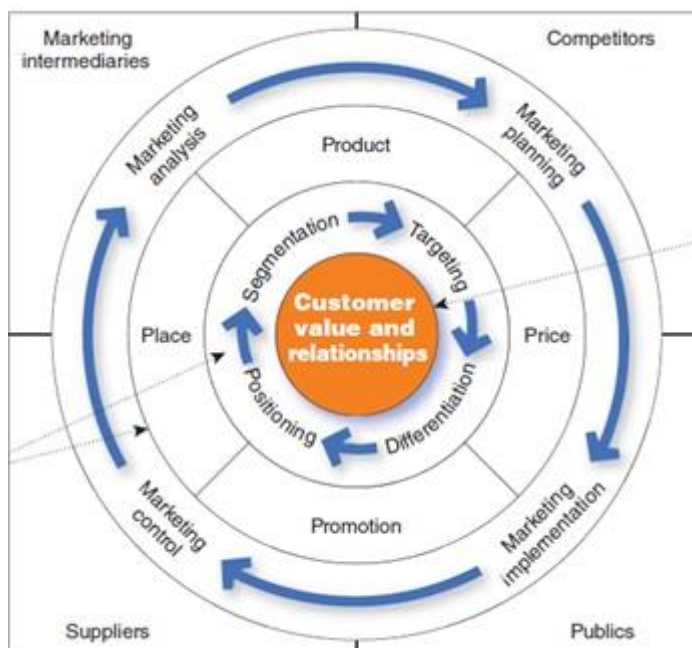 Marketing
intermediaries
Competitors
Marketing
analysis
Marketing
planning
Product
Segmentation
Targeting
Customer
value and
relationships
Place
Price
Positioning
Differentiation
Promotion
Marketing
control
Marketing
implementation
Suppliers
Publics